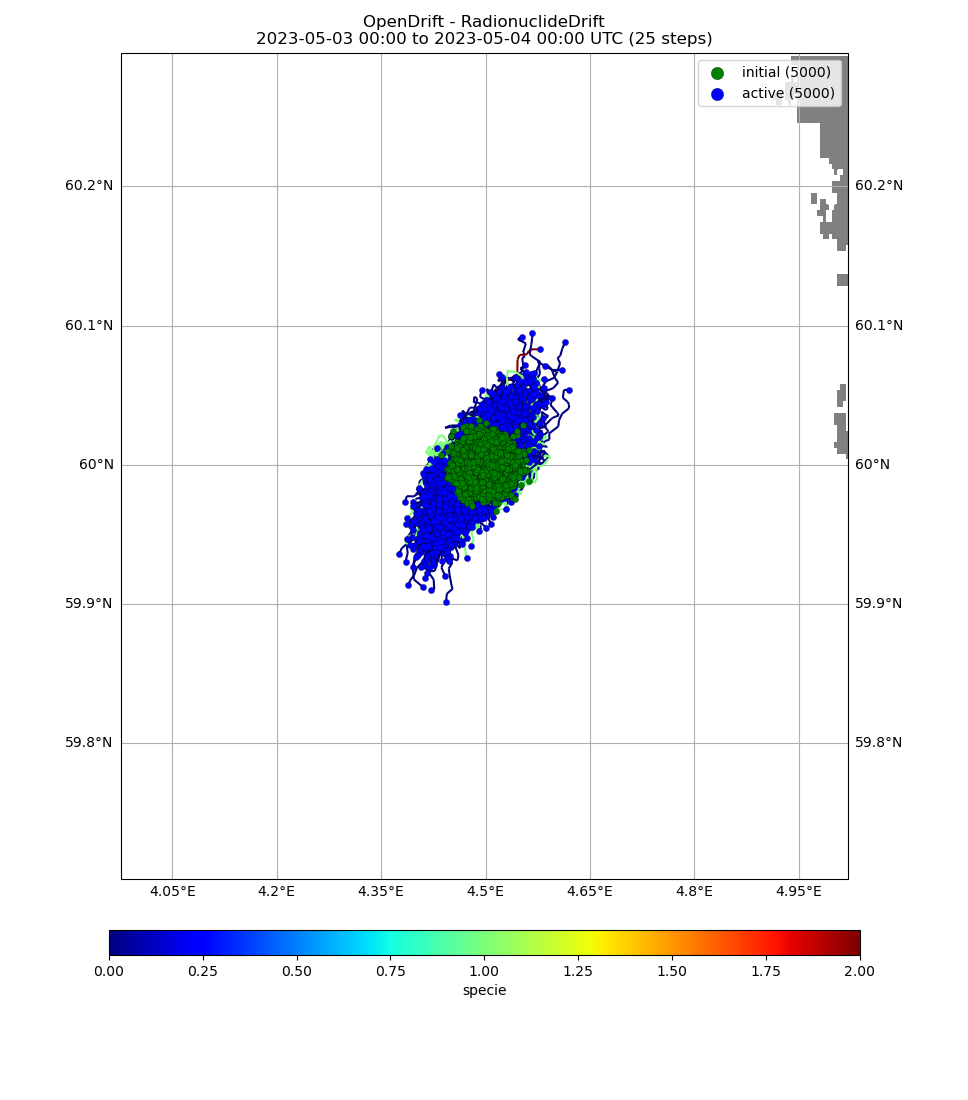 OpenDrift - RadionuclideDrift
2023-05-03 00:00 to 2023-05-04 00:00 UTC (25 steps)
initial (5000)
active (5000)
60.2°N 60.2°N
60.1°N 60.1°N
60°N 60°N
59.9°N 59.9°N
59.8°N 59.8°N
4.05°E 4.2°E 4.35°E 4.5°E 4.65°E 4.8°E 4.95°E
0.00 0.25 0.50 0.75 1.00 1.25 1.50 1.75 2.00
specie